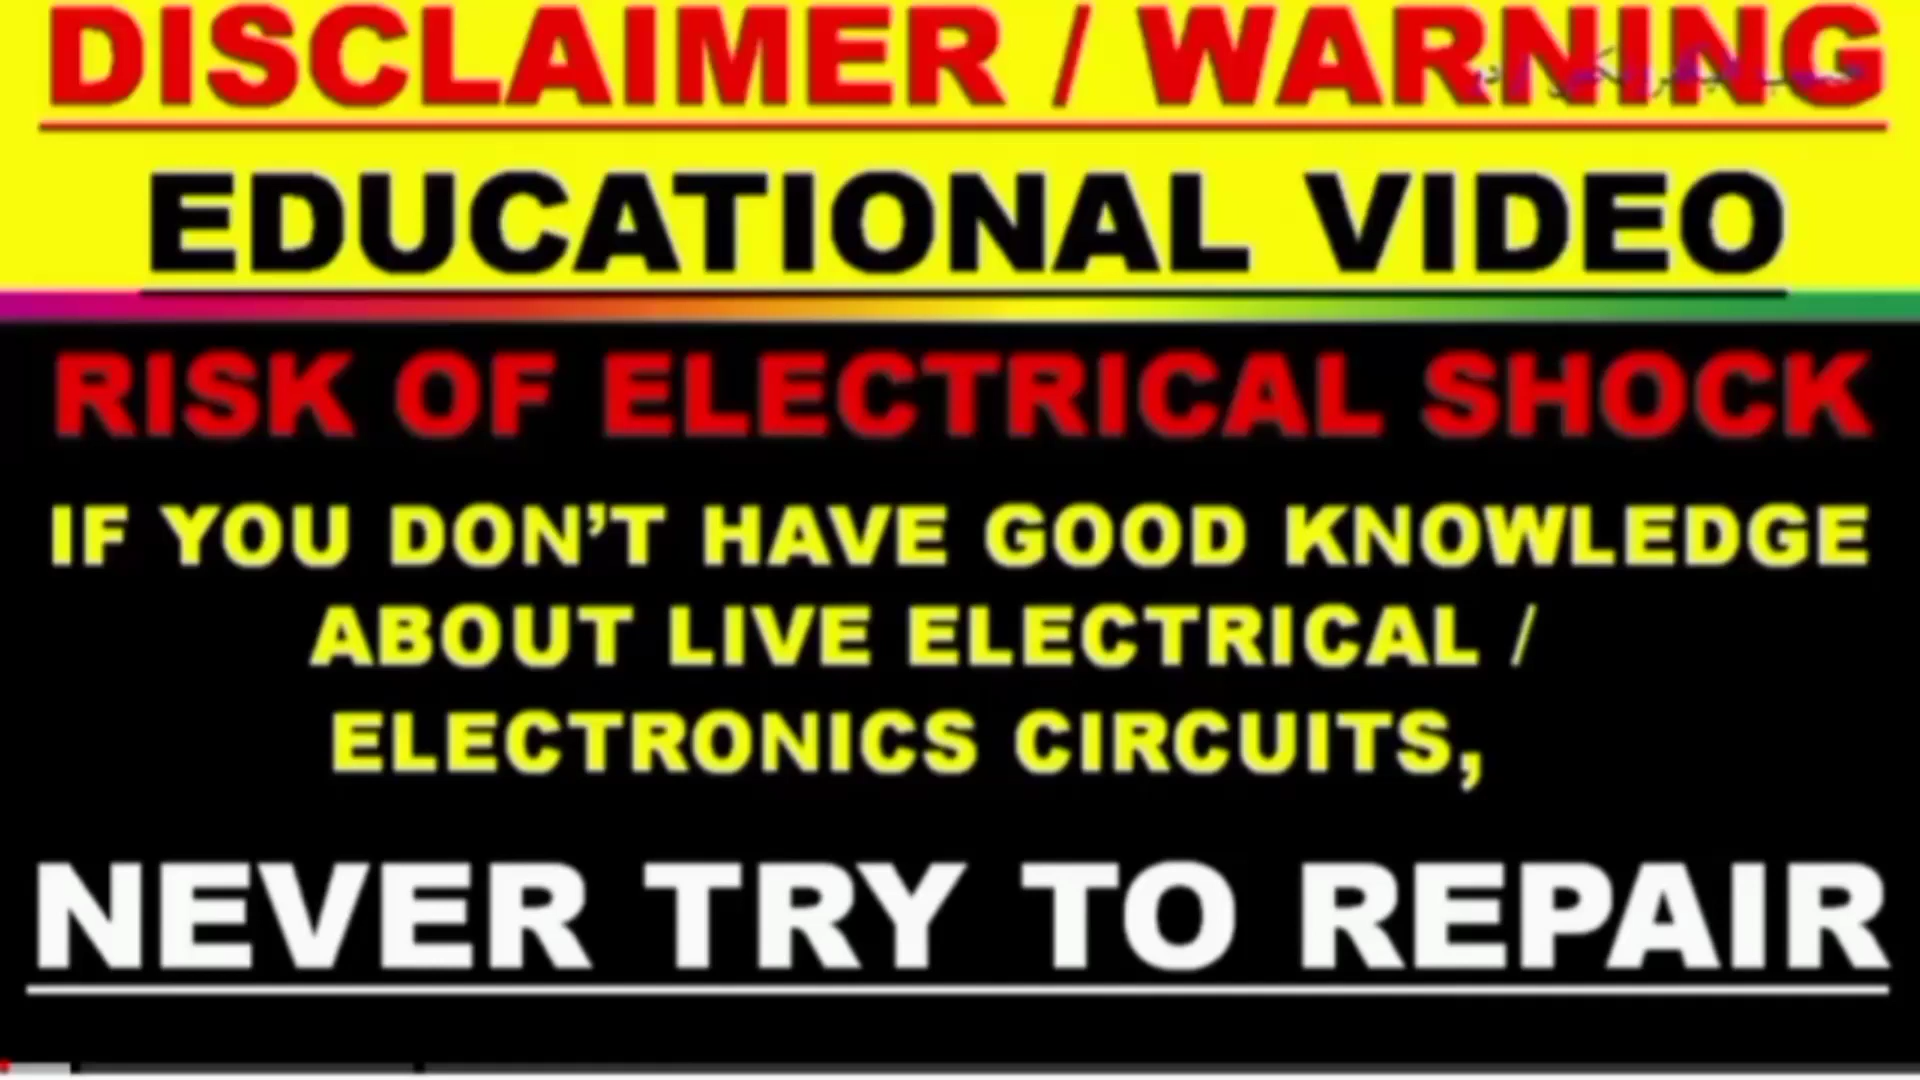 DISCLAIMER / WARNING
EDUCATIONAL VIDEO
RISK OF ELECTRICAL SHOCK
IF YOU DON'T HAVE GOOD KNOWLEDGE
ABOUT LIVE ELECTRICAL /
ELECTRONICS CIRCUITS,
NEVER TRY TO REPAIR